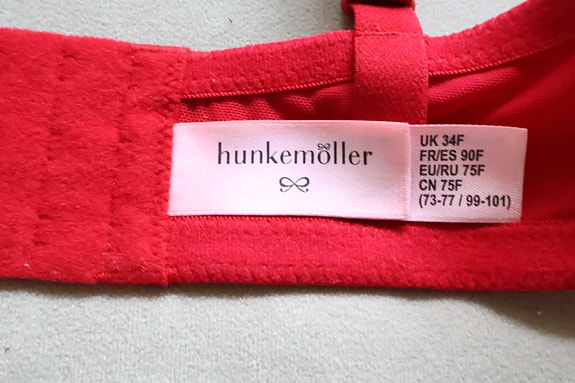 hunkemöller
UK 34F
FR/ES 90F
EU/RU 75F
CN 75F
(73-77 / 99-101)